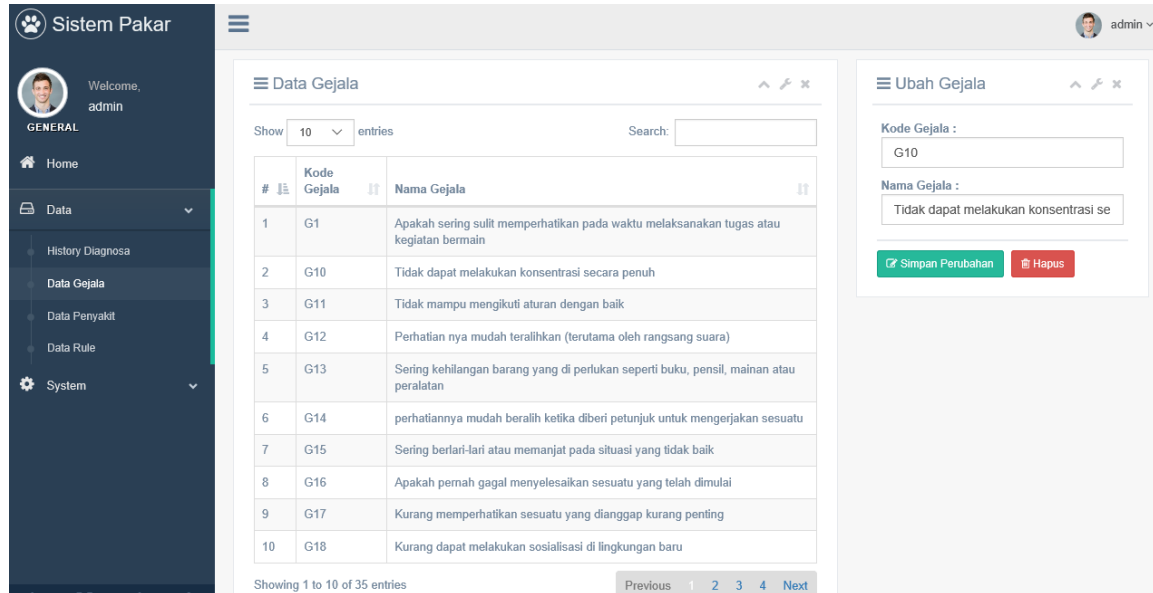 Sistem Pakar
admin
Welcome,
admin
GENERAL
Home
Data
History Diagnosa
Data Gejala
Data Penyakit
Data Rule
System
Data Gejala
Show 10 entries
Search:
# Kode Gejala Nama Gejala
1 G1 Apakah sering sulit memperhatikan pada waktu melaksanakan tugas atau
kegiatan bermain
2 G10 Tidak dapat melakukan konsentrasi secara penuh
3 G11 Tidak mampu mengikuti aturan dengan baik
4 G12 Perhatian nya mudah teralihkan (terutama oleh rangsang suara)
5 G13 Sering kehilangan barang yang di perlukan seperti buku, pensil, mainan atau
peralatan
6 G14 perhatiannya mudah beralih ketika diberi petunjuk untuk mengerjakan sesuatu
7 G15 Sering berlari-lari atau memanjat pada situasi yang tidak baik
8 G16 Apakah pernah gagal menyelesaikan sesuatu yang telah dimulai
9 G17 Kurang memperhatikan sesuatu yang dianggap kurang penting
10 G18 Kurang dapat melakukan sosialisasi di lingkungan baru
Showing 1 to 10 of 35 entries
Previous 1 2 3 4 Next
Ubah Gejala
Kode Gejala :
G10
Nama Gejala :
Tidak dapat melakukan konsentrasi se
Simpan Perubahan Hapus